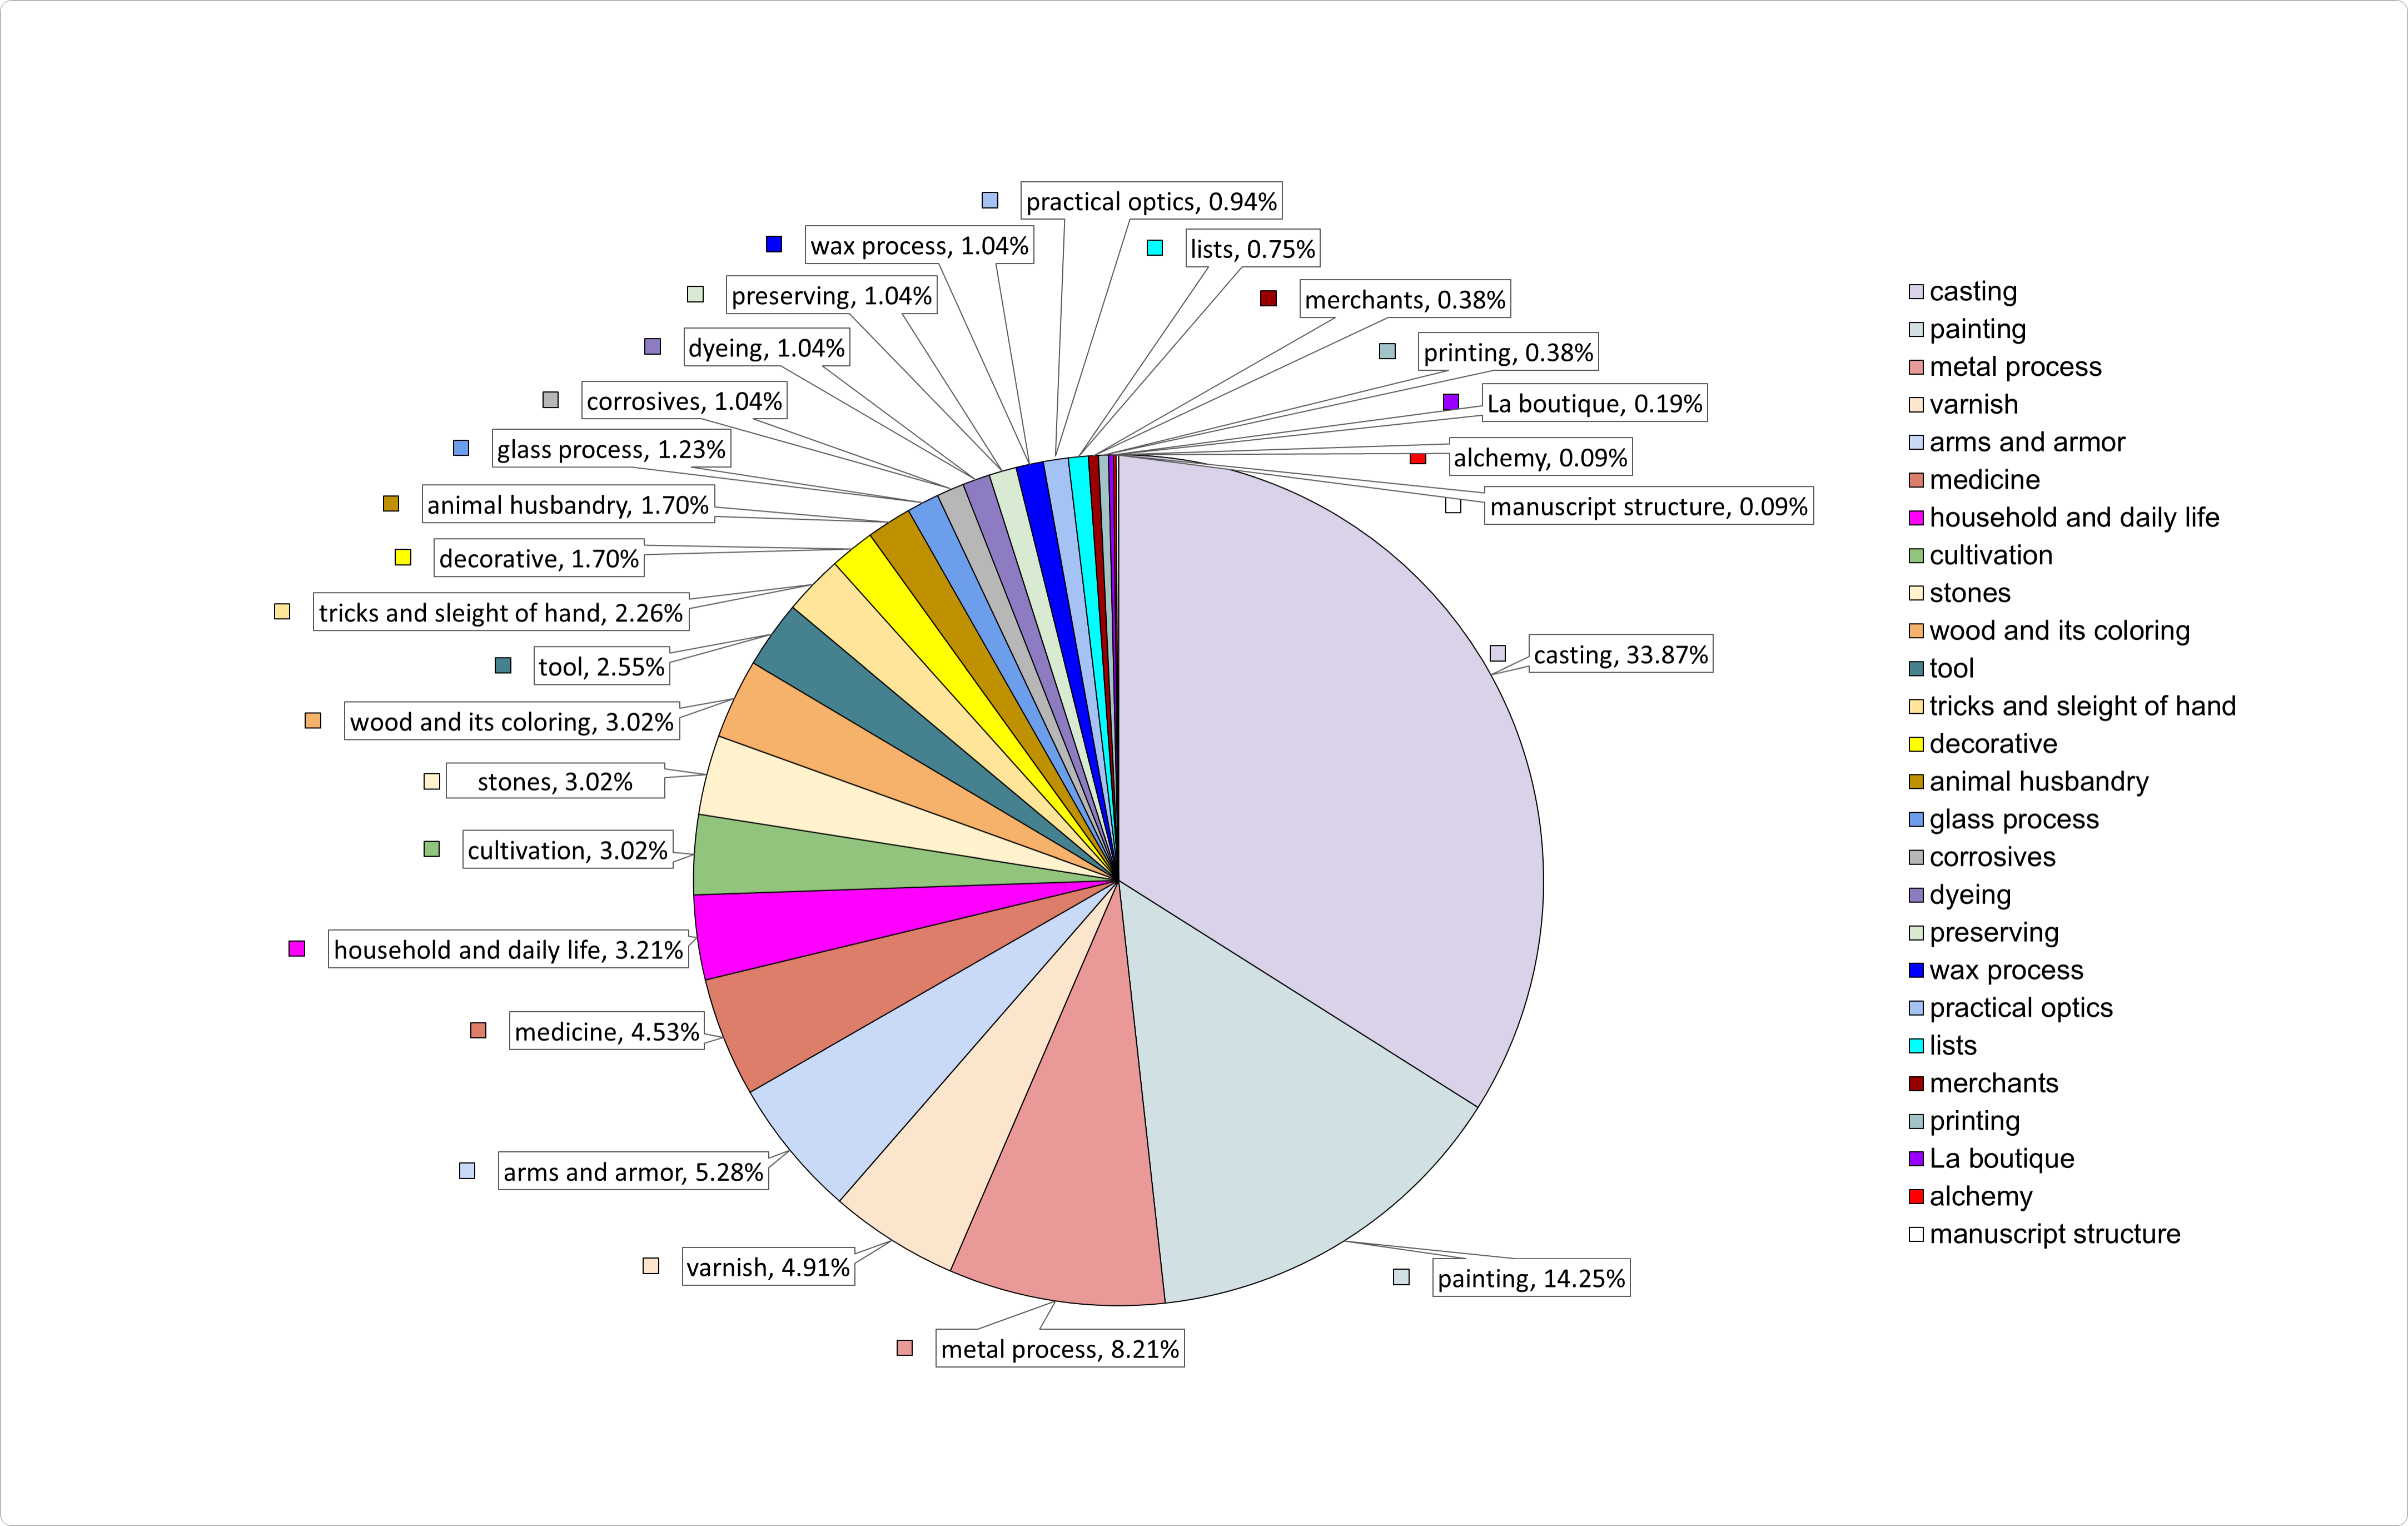 practical optics, 0.94%
wax process, 1.04%
lists, 0.75%
preserving, 1.04%
merchants, 0.38%
dyeing, 1.04%
printing, 0.38%
corrosives, 1.04%
La boutique, 0.19%
glass process, 1.23%
alchemy, 0.09%
animal husbandry, 1.70%
manuscript structure, 0.09%
decorative, 1.70%
tricks and sleight of hand, 2.26%
tool, 2.55%
casting, 33.87%
wood and its coloring, 3.02%
stones, 3.02%
cultivation, 3.02%
household and daily life, 3.21%
medicine, 4.53%
arms and armor, 5.28%
varnish, 4.91%
painting, 14.25%
metal process, 8.21%
casting
painting
metal process
varnish
arms and armor
medicine
household and daily life
cultivation
stones
wood and its coloring
tool
tricks and sleight of hand
decorative
animal husbandry
glass process
corrosives
dyeing
preserving
wax process
practical optics
lists
merchants
printing
La boutique
alchemy
manuscript structure